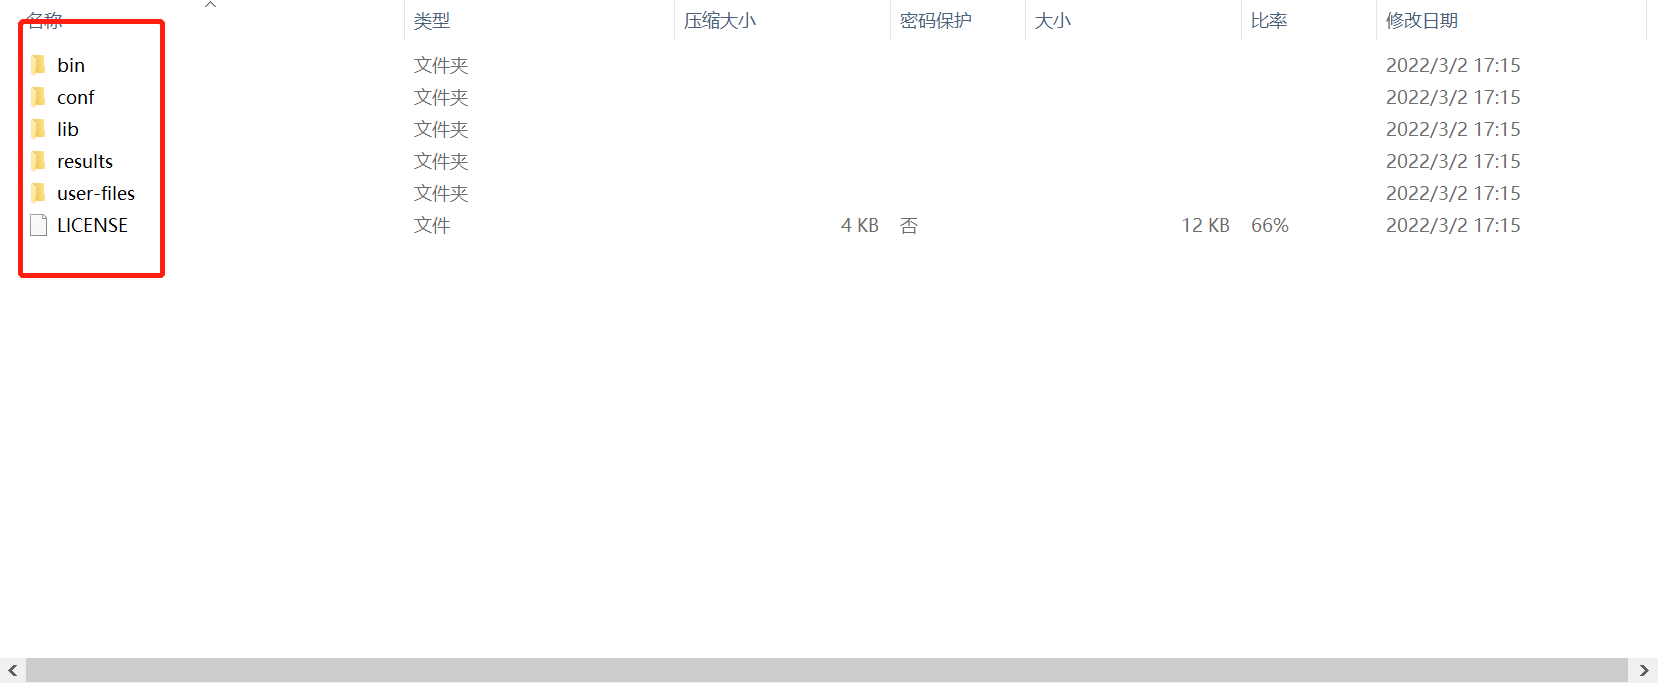 名称 类型 压缩大小 密码保护 大小 比率 修改日期
bin 文件夹 2022/3/2 17:15
conf 文件夹 2022/3/2 17:15
lib 文件夹 2022/3/2 17:15
results 文件夹 2022/3/2 17:15
user-files 文件夹 2022/3/2 17:15
LICENSE 文件 4 KB 否 12 KB 66% 2022/3/2 17:15